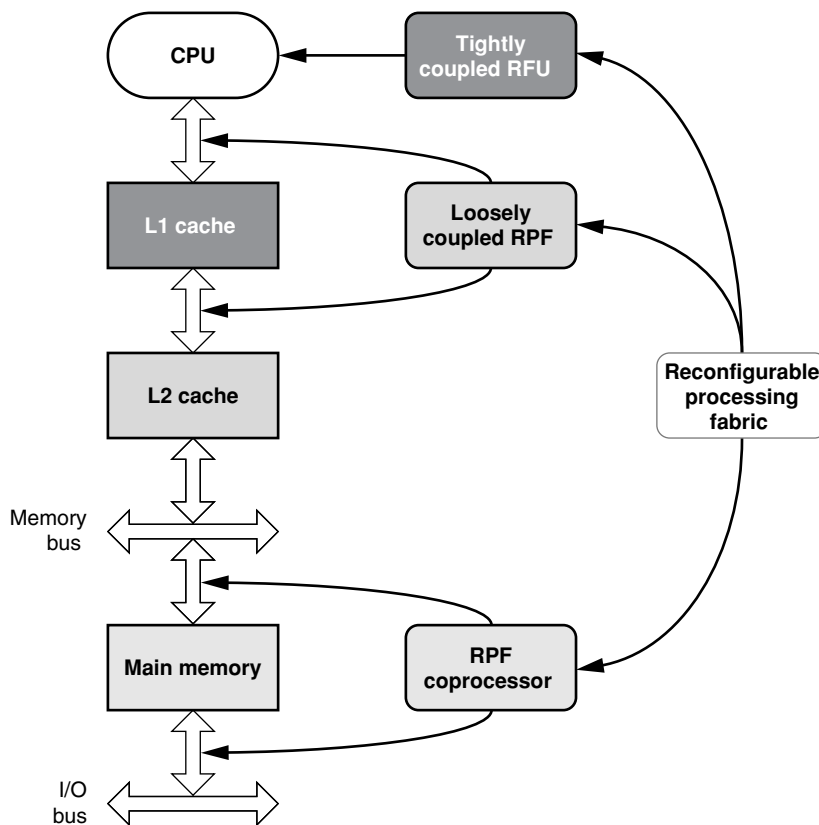 CPU
Tightly
coupled RFU
L1 cache
Loosely
coupled RPF
L2 cache
Reconfigurable
processing
fabric
Memory
bus
Main memory
RPF
coprocessor
I/O
bus